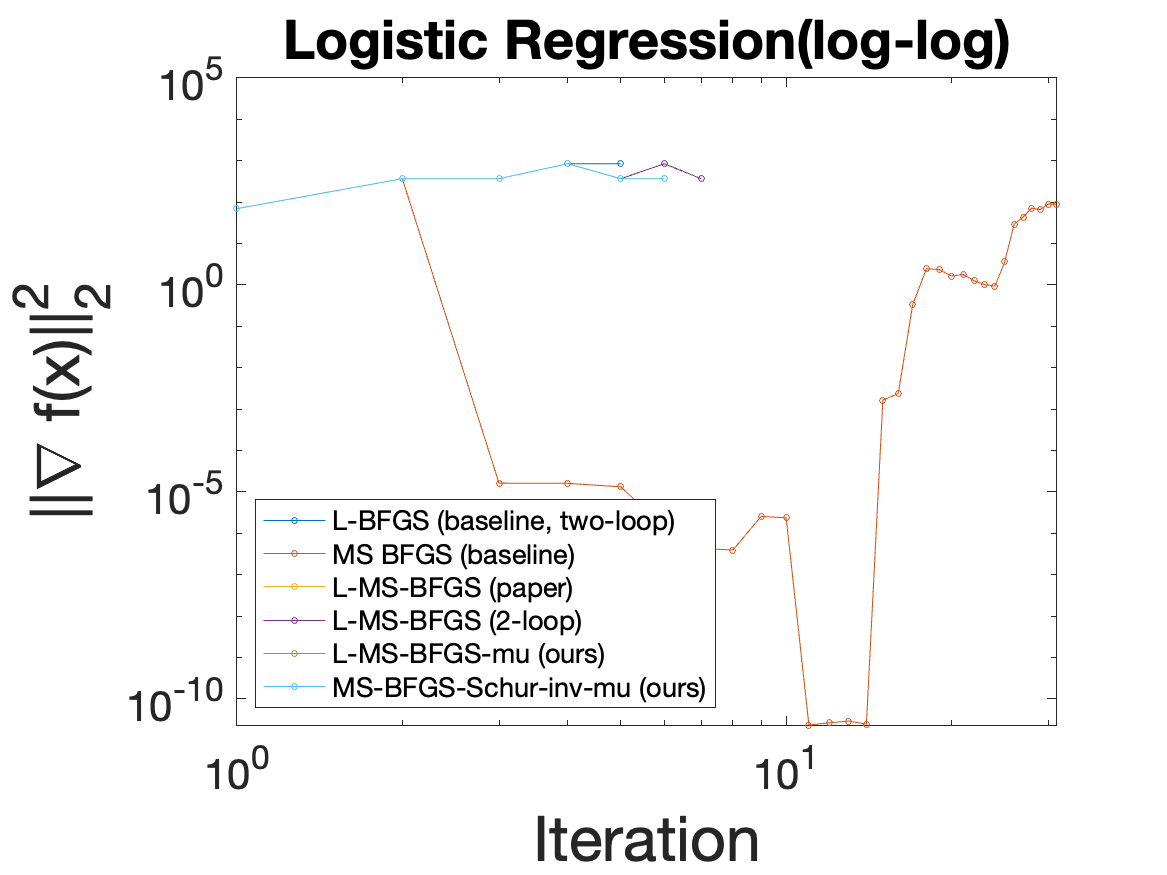 Logistic Regression(log-log)
10^5
10^0
10^-5
10^-10
||∇ f(x)||_2^2
L-BFGS (baseline, two-loop)
MS BFGS (baseline)
L-MS-BFGS (paper)
L-MS-BFGS (2-loop)
L-MS-BFGS-mu (ours)
MS-BFGS-Schur-inv-mu (ours)
10^0
10^1
Iteration